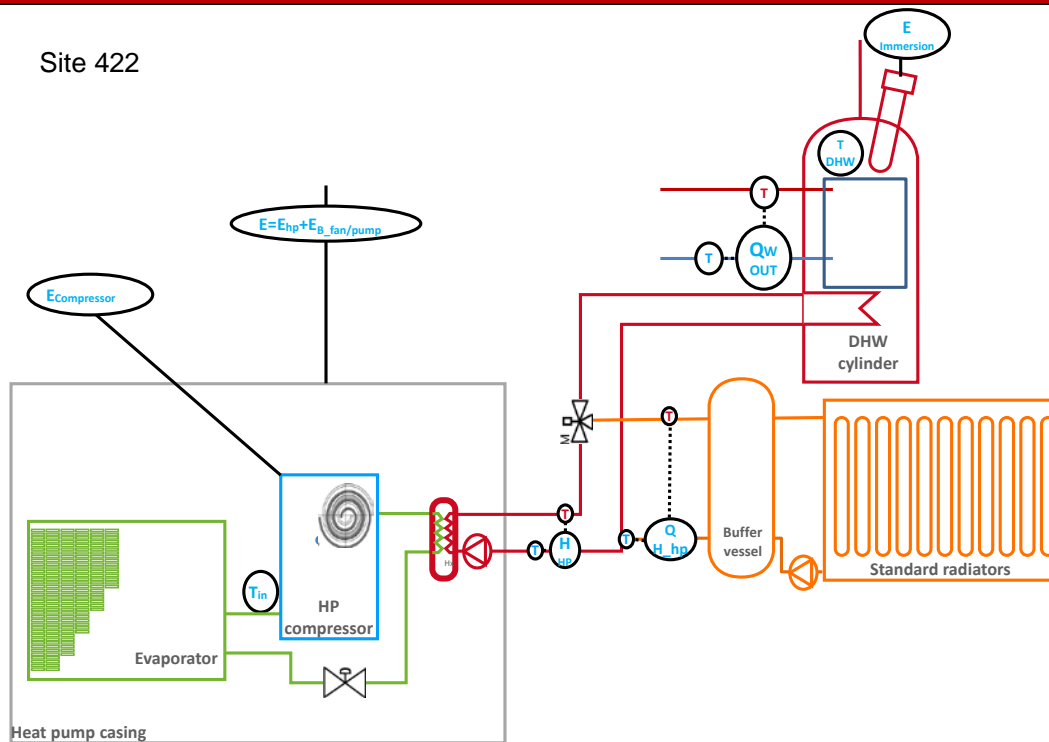 Site 422
E
Immersion
T
DHW
T
E=Ehp+EB_fan/pump
T
QW
OUT
ECompressor
DHW
cylinder
M
T
T
T
H
HP
T
Q
H_hp
Buffer
vessel
Standard radiators
Hx
Tin
HP
compressor
Evaporator
Heat pump casing